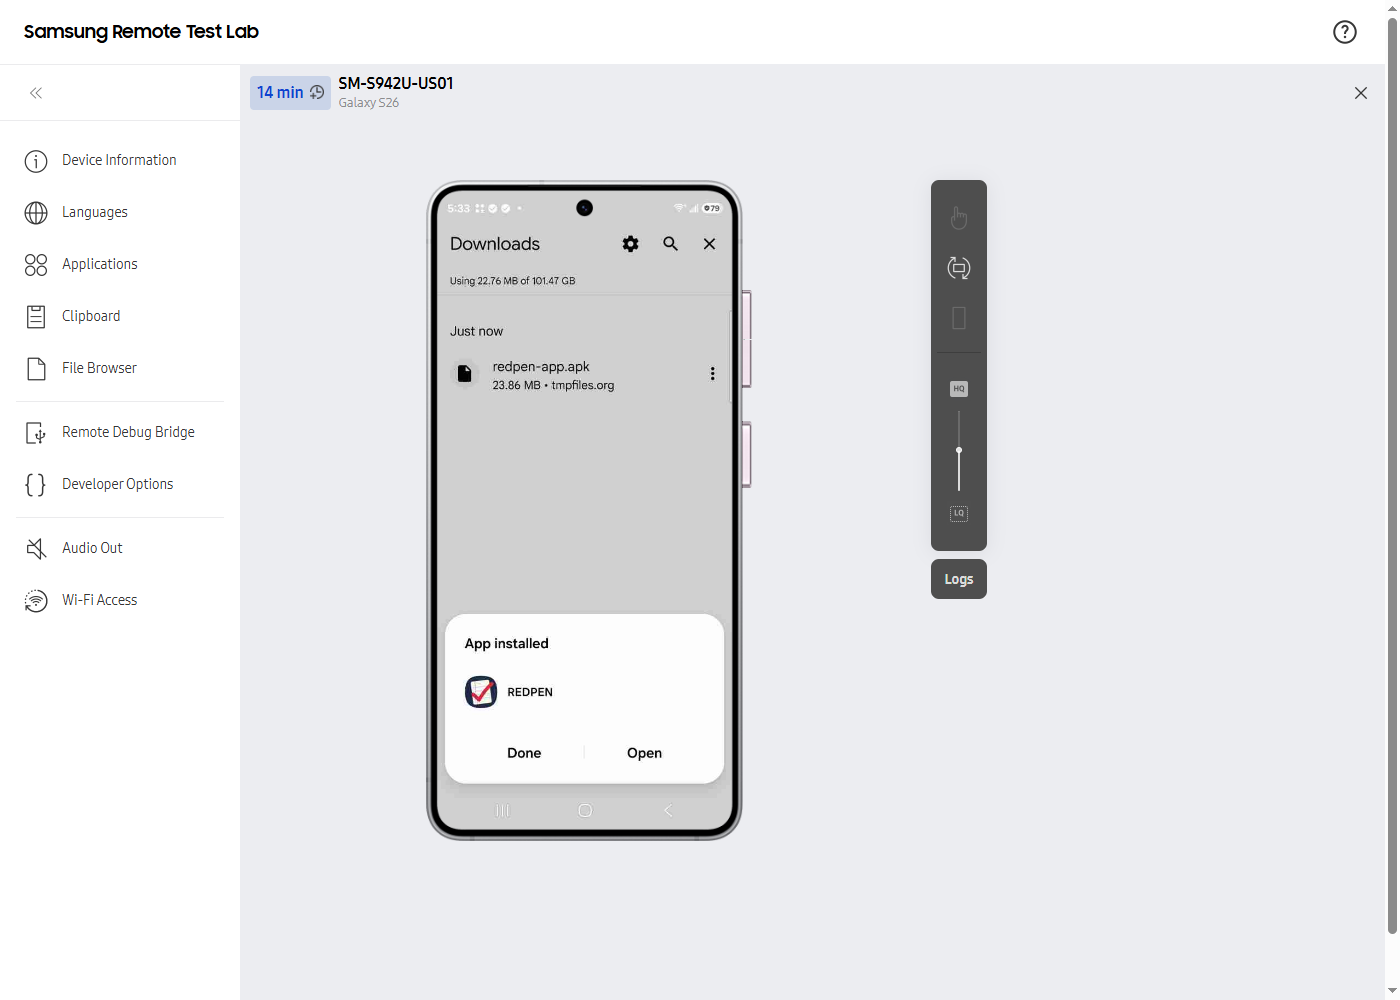 Samsung Remote Test Lab
14 min
SM-S942U-US01
Galaxy S26
Device Information
Languages
Applications
Clipboard
File Browser
Remote Debug Bridge
Developer Options
Audio Out
Wi-Fi Access
5:33
79
Downloads
Using 22.76 MB of 101.47 GB
Just now
redpen-app.apk
23.86 MB • tmpfiles.org
App installed
REDPEN
Done
Open
HQ
LQ
Logs